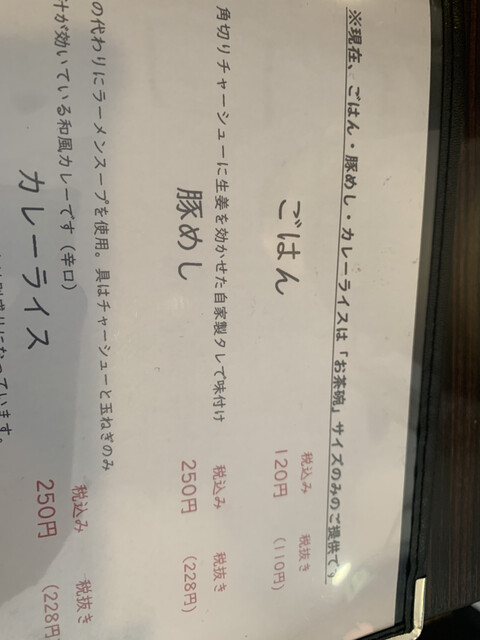 ※現在、ごはん・豚めし・カレーライスは「お茶碗」サイズのみのご提供です
税込み 税抜き
ごはん 120円 (110円)
角切りチャーシューに生姜を効かせた自家製タレで味付け
税込み 税抜き
豚めし 250円 (228円)
の代わりにラーメンスープを使用。具はチャーシューと玉ねぎのみ
汁が効いている和風カレーです(辛口)
税込み 税抜き
カレーライス 250円 (228円)
になっています。